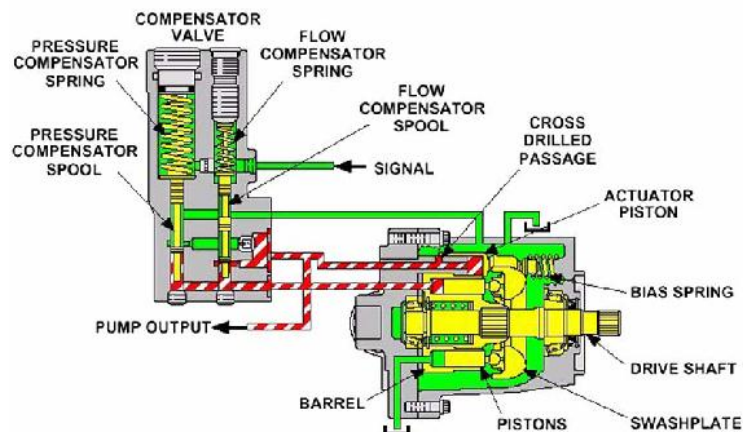 COMPENSATOR
VALVE
PRESSURE
COMPENSATOR
SPRING
FLOW
COMPENSATOR
SPRING
FLOW
COMPENSATOR
SPOOL
PRESSURE
COMPENSATOR
SPOOL
CROSS
DRILLED
PASSAGE
SIGNAL
ACTUATOR
PISTON
BIAS SPRING
PUMP OUTPUT
DRIVE SHAFT
BARREL
PISTONS
SWASHPLATE